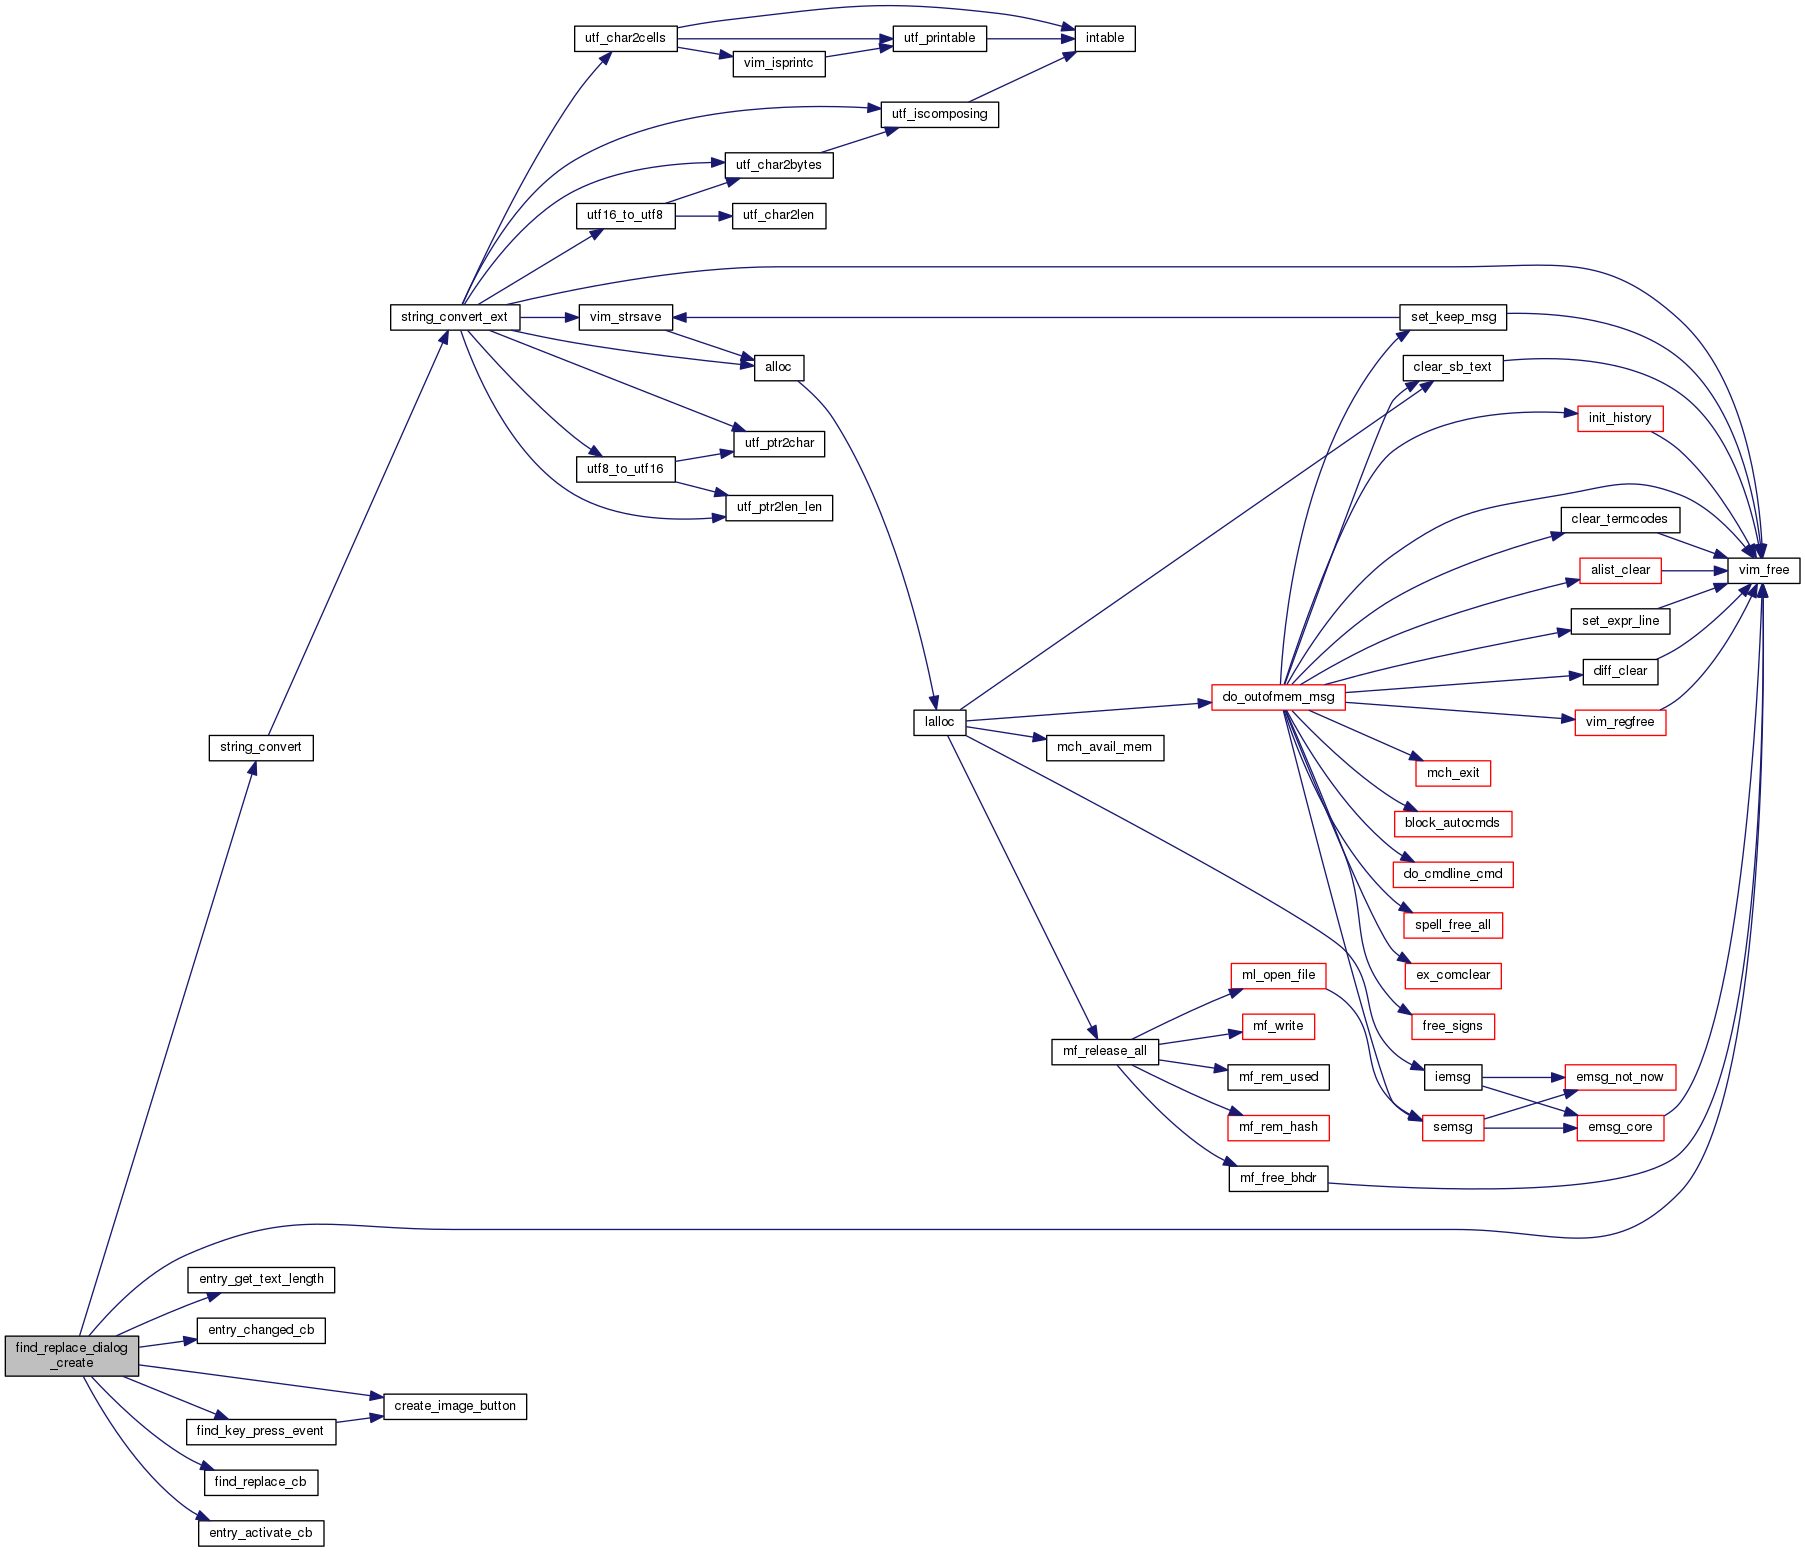 utf_char2cells
utf_printable
intable
vim_isprintc
utf_iscomposing
utf_char2bytes
utf16_to_utf8
utf_char2len
string_convert_ext
vim_strsave
set_keep_msg
alloc
clear_sb_text
init_history
utf_ptr2char
utf8_to_utf16
utf_ptr2len_len
clear_termcodes
alist_clear
vim_free
set_expr_line
diff_clear
do_outofmem_msg
lalloc
vim_regfree
string_convert
mch_avail_mem
mch_exit
block_autocmds
do_cmdline_cmd
spell_free_all
ml_open_file
ex_comclear
mf_write
free_signs
mf_release_all
mf_rem_used
iemsg
emsg_not_now
mf_rem_hash
semsg
emsg_core
mf_free_bhdr
entry_get_text_length
entry_changed_cb
find_replace_dialog
_create
create_image_button
find_key_press_event
find_replace_cb
entry_activate_cb